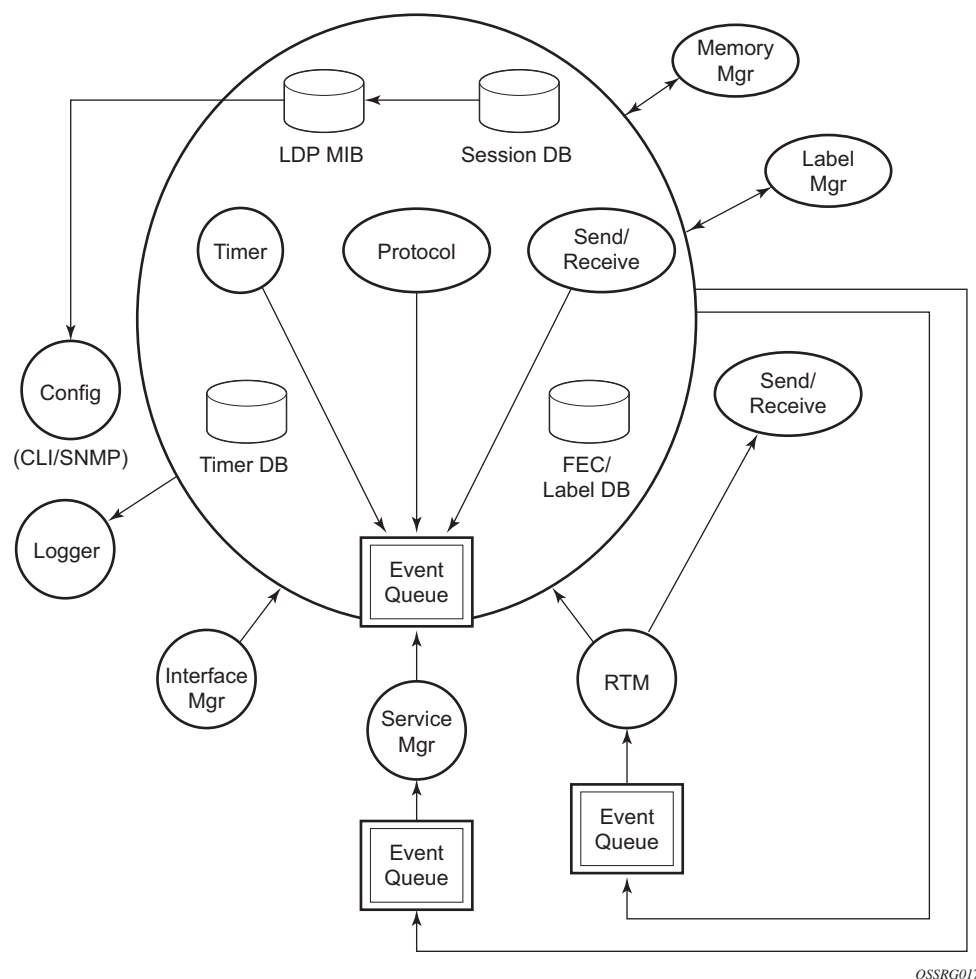 Memory
Mgr
LDP MIB
Session DB
Label
Mgr
Timer
Protocol
Send/
Receive
Config
(CLI/SNMP)
Timer DB
FEC/
Label DB
Send/
Receive
Logger
Event
Queue
Interface
Mgr
Service
Mgr
RTM
Event
Queue
Event
Queue